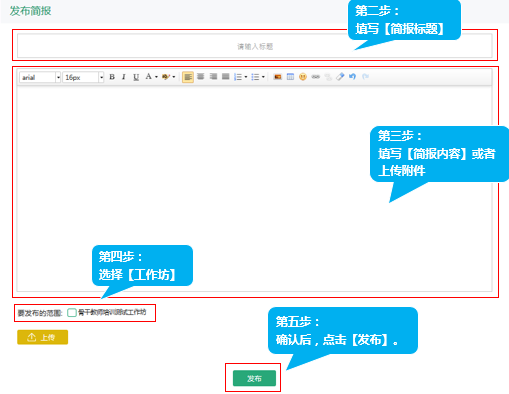 发布简报
第二步：
填写【简报标题】
请输入标题
arial 16px B I U A
第三步：
填写【简报内容】或者
上传附件
第四步：
选择【工作坊】
要发布的范围: 骨干教师培训测试工作坊
上传
第五步：
确认后，点击【发布】。
发布